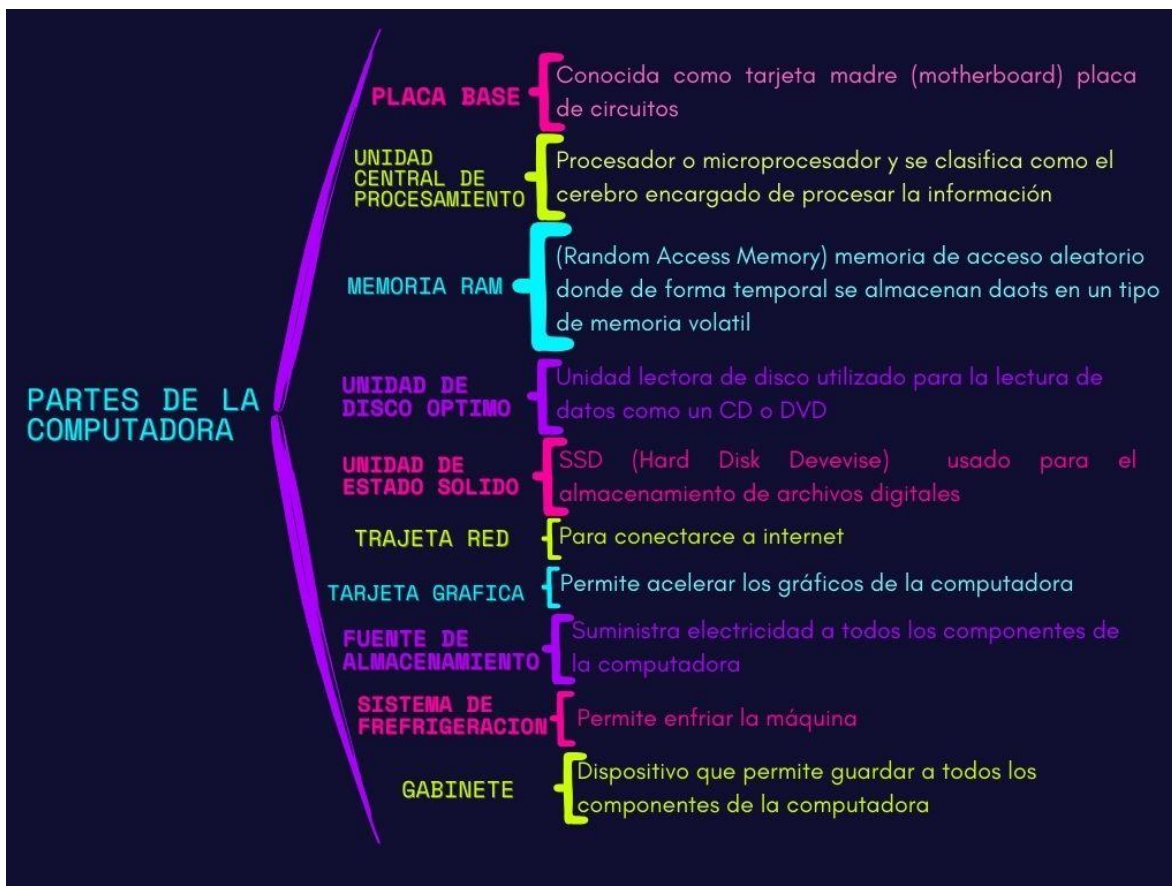 PARTES DE LA
COMPUTADORA
PLACA BASE
Conocida como tarjeta madre (motherboard) placa
de circuitos
UNIDAD
CENTRAL DE
PROCESAMIENTO
Procesador o microprocesador y se clasifica como el
cerebro encargado de procesar la información
MEMORIA RAM
(Random Access Memory) memoria de acceso aleatorio
donde de forma temporal se almacenan daots en un tipo
de memoria volatil
UNIDAD DE
DISCO OPTIMO
Unidad lectora de disco utilizado para la lectura de
datos como un CD o DVD
UNIDAD DE
ESTADO SOLIDO
SSD (Hard Disk Devevise) usado para el
almacenamiento de archivos digitales
TRAJETA RED
Para conectarce a internet
TARJETA GRAFICA
Permite acelerar los gráficos de la computadora
FUENTE DE
ALMACENAMIENTO
Suministra electricidad a todos los componentes de
la computadora
SISTEMA DE
FREFRIGERACION
Permite enfriar la máquina
GABINETE
Dispositivo que permite guardar a todos los
componentes de la computadora